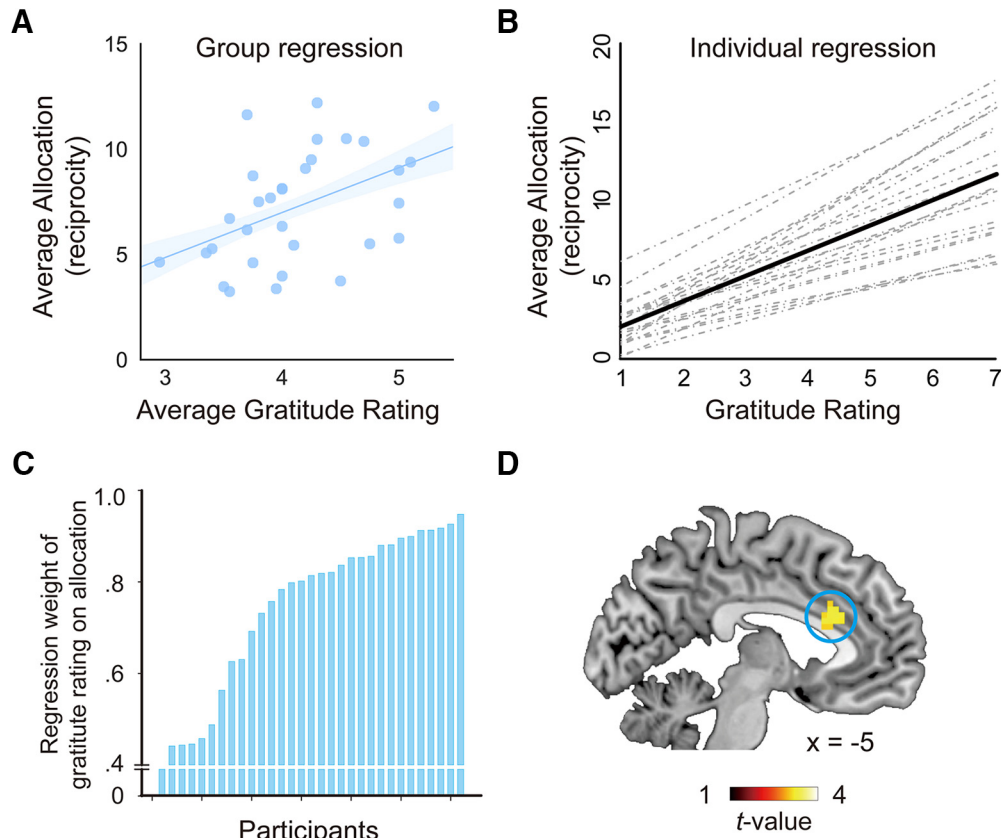 A
Group regression
15
10
5
0
Average Allocation
(reciprocity)
3 4 5
Average Gratitude Rating
B
Individual regression
20
15
10
5
0
Average Allocation
(reciprocity)
1 2 3 4 5 6 7
Gratitude Rating
C
1.0
.8
.6
.4
0
Regression weight of
gratitute rating on allocation
Participants
D
x = -5
1 4
t-value